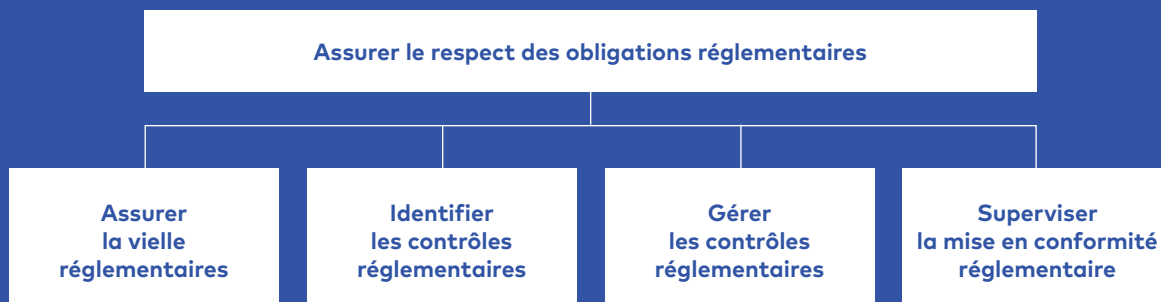 Assurer le respect des obligations réglementaires
Assurer
la vielle
réglementaires
Identifier
les contrôles
réglementaires
Gérer
les contrôles
réglementaires
Superviser
la mise en conformité
réglementaire